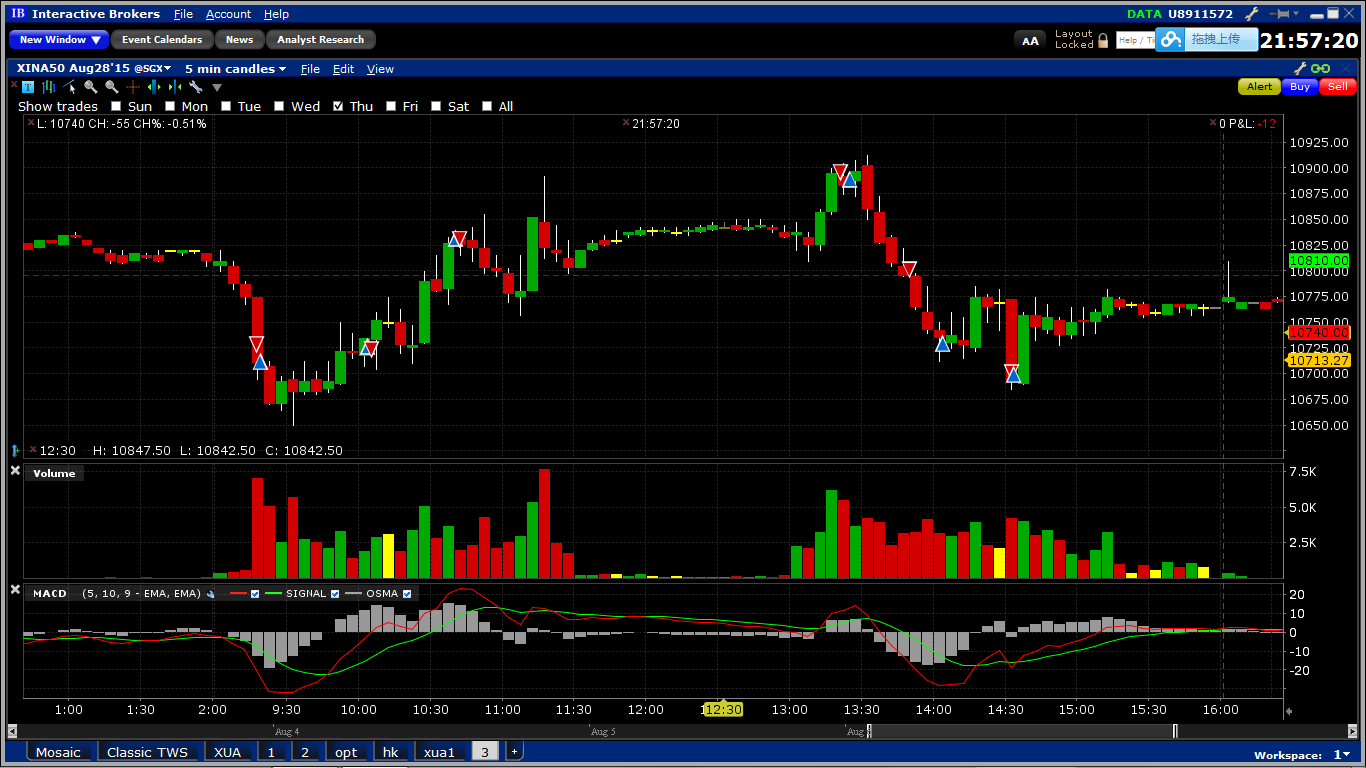 IB Interactive Brokers File Account Help DATA U8911572
New Window ▼ Event Calendars News Analyst Research AA Layout Locked Help / 拖拽上传 21:57:20
XINA50 Aug28'15 @SGX 5 min candles File Edit View
Alert Buy Sell
Show trades Sun Mon Tue Wed Thu Fri Sat All
L: 10740 CH: -55 CH%: -0.51% 21:57:20 0 P&L: -12
10925.00
10900.00
10875.00
10850.00
10825.00
10810.00
10800.00
10775.00
10750.00
10740.00
10725.00
10713.27
10700.00
10675.00
10650.00
12:30 H: 10847.50 L: 10842.50 C: 10842.50
Volume
7.5K
5.0K
2.5K
MACD (5, 10, 9 - EMA, EMA) SIGNAL OSMA
20
10
0
-10
-20
1:00 1:30 2:00 9:30 10:00 10:30 11:00 11:30 12:00 12:30 13:00 13:30 14:00 14:30 15:00 15:30 16:00
Aug 4 Aug 5 Aug
Mosaic Classic TWS XUA 1 2 opt hk xua1 3 +
Workspace: 1